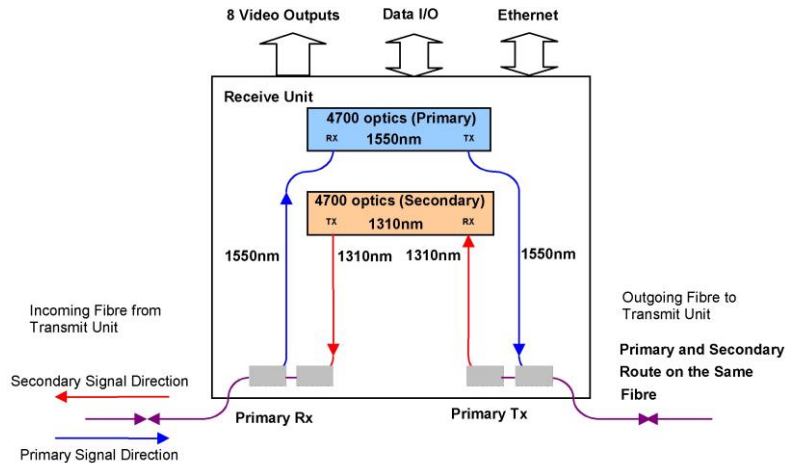 8 Video Outputs
Data I/O
Ethernet
Receive Unit
4700 optics (Primary)
RX
1550nm
TX
4700 optics (Secondary)
TX
1310nm
RX
1550nm
1310nm
1310nm
1550nm
Incoming Fibre from
Transmit Unit
Outgoing Fibre to
Transmit Unit
Primary and Secondary
Route on the Same
Fibre
Secondary Signal Direction
Primary Rx
Primary Tx
Primary Signal Direction